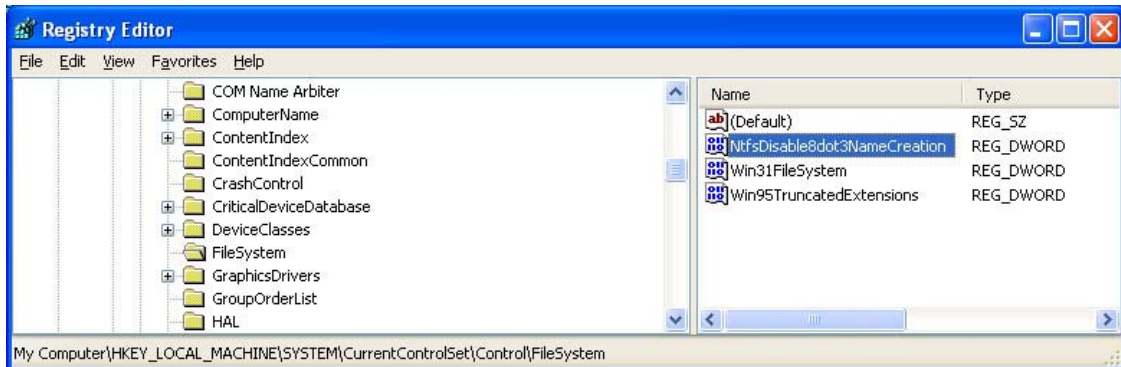 Registry Editor
File Edit View Favorites Help
COM Name Arbiter
ComputerName
ContentIndex
ContentIndexCommon
CrashControl
CriticalDeviceDatabase
DeviceClasses
FileSystem
GraphicsDrivers
GroupOrderList
HAL
Name Type
(Default) REG_SZ
NtfsDisable8dot3NameCreation REG_DWORD
Win31FileSystem REG_DWORD
Win95TruncatedExtensions REG_DWORD
My Computer\HKEY_LOCAL_MACHINE\SYSTEM\CurrentControlSet\Control\FileSystem